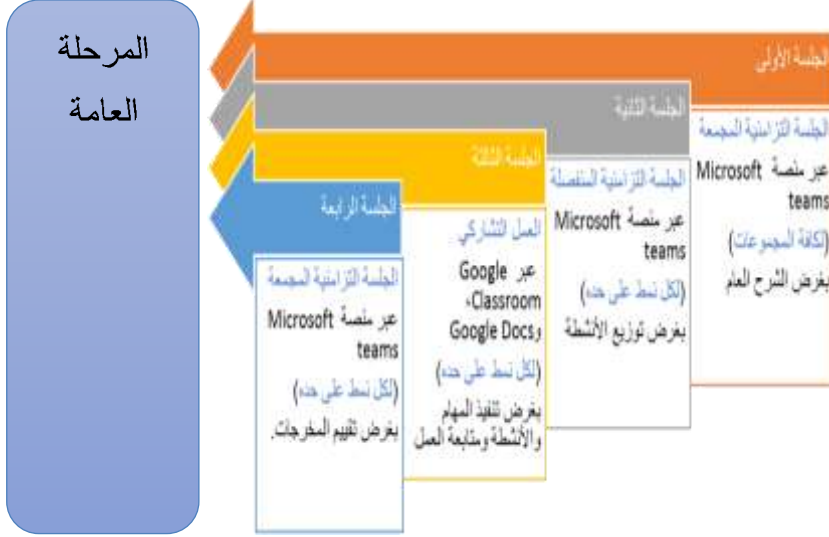 المرحلة
العامة
الجلسة الأولى
الجلسة التزامنية المجمعة
عبر منصة Microsoft
teams
(لكافة المجموعات)
بغرض الشرح العام
الجلسة الثانية
الجلسة التزامنية المنفصلة
عبر منصة Microsoft
teams
(لكل نمط على حده)
بغرض توزيع الأنشطة
الجلسة الثالثة
العمل التشاركي
عبر Google
Classroom،
وGoogle Docs
(لكل نمط على حده)
بغرض تنفيذ المهام
والأنشطة ومتابعة العمل
الجلسة الرابعة
الجلسة التزامنية المجمعة
عبر منصة Microsoft
teams
(لكل نمط على حده)
بغرض تقييم المخرجات.